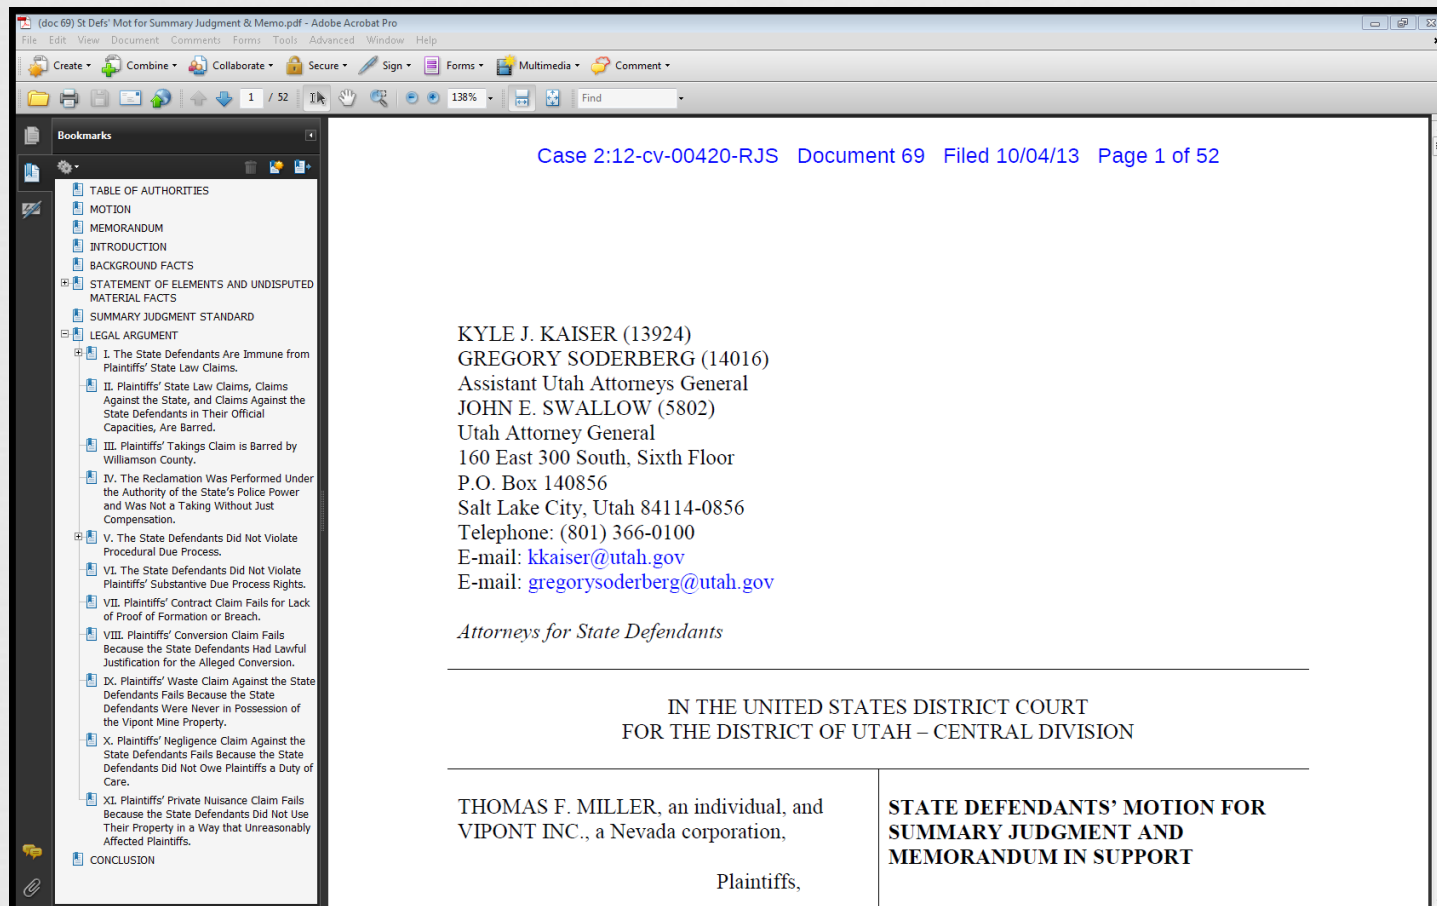 (doc 69) St Defs' Mot for Summary Judgment & Memo.pdf - Adobe Acrobat Pro
File Edit View Document Comments Forms Tools Advanced Window Help
Create Combine Collaborate Secure Sign Forms Multimedia Comment
1 / 52 138% Find
Bookmarks
TABLE OF AUTHORITIES
MOTION
MEMORANDUM
INTRODUCTION
BACKGROUND FACTS
STATEMENT OF ELEMENTS AND UNDISPUTED
MATERIAL FACTS
SUMMARY JUDGMENT STANDARD
LEGAL ARGUMENT
I. The State Defendants Are Immune from
Plaintiffs' State Law Claims.
II. Plaintiffs' State Law Claims, Claims
Against the State, and Claims Against the
State Defendants in Their Official
Capacities, Are Barred.
III. Plaintiffs' Takings Claim is Barred by
Williamson County.
IV. The Reclamation Was Performed Under
the Authority of the State's Police Power
and Was Not a Taking Without Just
Compensation.
V. The State Defendants Did Not Violate
Procedural Due Process.
VI. The State Defendants Did Not Violate
Plaintiffs' Substantive Due Process Rights.
VII. Plaintiffs' Contract Claim Fails for Lack
of Proof of Formation or Breach.
VIII. Plaintiffs' Conversion Claim Fails
Because the State Defendants Had Lawful
Justification for the Alleged Conversion.
IX. Plaintiffs' Waste Claim Against the State
Defendants Fails Because the State
Defendants Were Never in Possession of
the Vipont Mine Property.
X. Plaintiffs' Negligence Claim Against the
State Defendants Fails Because the State
Defendants Did Not Owe Plaintiffs a Duty of
Care.
XI. Plaintiffs' Private Nuisance Claim Fails
Because the State Defendants Did Not Use
Their Property in a Way that Unreasonably
Affected Plaintiffs.
CONCLUSION
Case 2:12-cv-00420-RJS Document 69 Filed 10/04/13 Page 1 of 52
KYLE J. KAISER (13924)
GREGORY SODERBERG (14016)
Assistant Utah Attorneys General
JOHN E. SWALLOW (5802)
Utah Attorney General
160 East 300 South, Sixth Floor
P.O. Box 140856
Salt Lake City, Utah 84114-0856
Telephone: (801) 366-0100
E-mail: kkaiser@utah.gov
E-mail: gregorysoderberg@utah.gov
Attorneys for State Defendants
IN THE UNITED STATES DISTRICT COURT
FOR THE DISTRICT OF UTAH – CENTRAL DIVISION
THOMAS F. MILLER, an individual, and
VIPONT INC., a Nevada corporation,
Plaintiffs,
STATE DEFENDANTS' MOTION FOR
SUMMARY JUDGMENT AND
MEMORANDUM IN SUPPORT